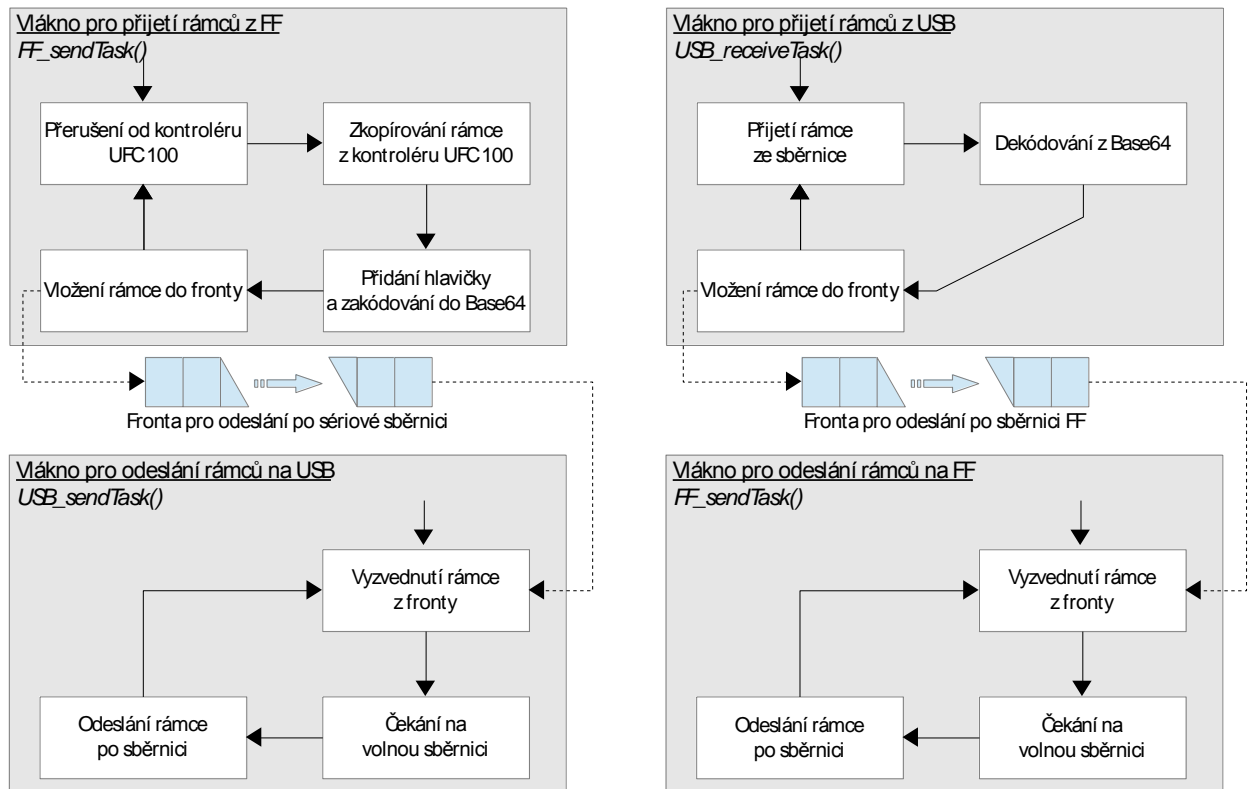 Vlákno pro přijetí rámců z FF
FF_sendTask()
Přerušení od kontroléru
UFC100
Zkopírování rámce
z kontroléru UFC100
Vložení rámce do fronty
Přidání hlavičky
a zakódování do Base64
Fronta pro odeslání po sériové sběrnici
Vlákno pro odeslání rámců na USB
USB_sendTask()
Vyzvednutí rámce
z fronty
Odeslání rámce
po sběrnici
Čekání na
volnou sběrnici
Vlákno pro přijetí rámců z USB
USB_receiveTask()
Přijetí rámce
ze sběrnice
Dekódování z Base64
Vložení rámce do fronty
Fronta pro odeslání po sběrnici FF
Vlákno pro odeslání rámců na FF
FF_sendTask()
Vyzvednutí rámce
z fronty
Odeslání rámce
po sběrnici
Čekání na
volnou sběrnici